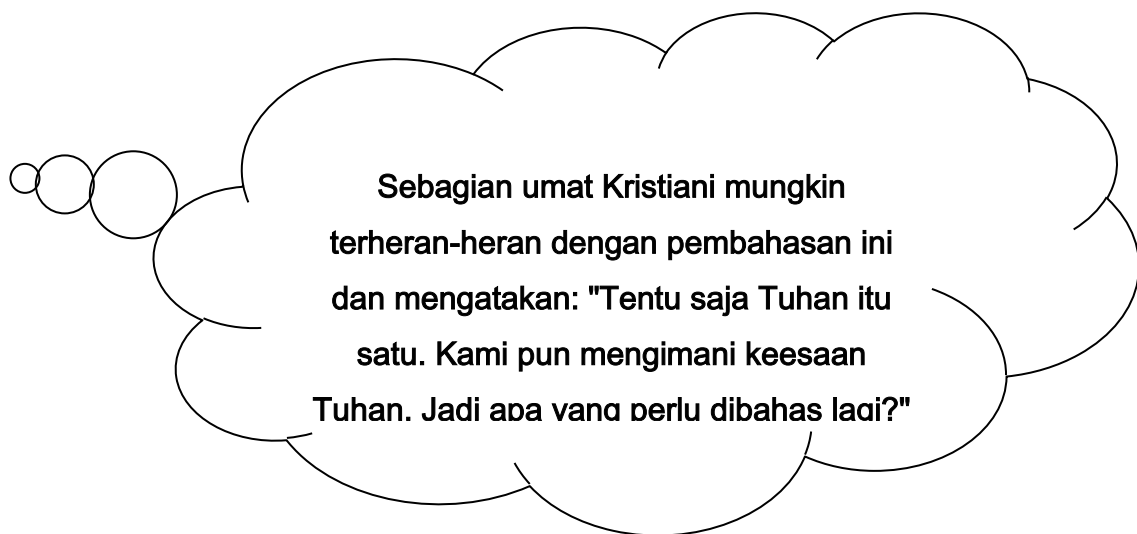 Sebagian umat Kristiani mungkin
terheran-heran dengan pembahasan ini
dan mengatakan: "Tentu saja Tuhan itu
satu. Kami pun mengimani keesaan
Tuhan. Jadi apa yang perlu dibahas lagi?"